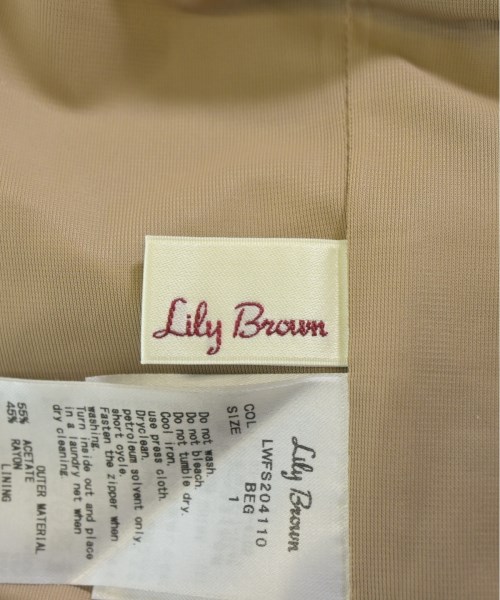 Lily Brown
Lily Brown
LWFS204110
COL BEG
SIZE 1
Do not wash.
Do not bleach.
Do not tumble dry.
Cool iron.
use press cloth.
Dryclean.
petroleum solvent only.
short cycle.
Fasten the zipper when
washing.
Turn inside out and place
in a laundry net when
dry cleaning.
OUTER MATERIAL
55% ACETATE
45% RAYON
LINING